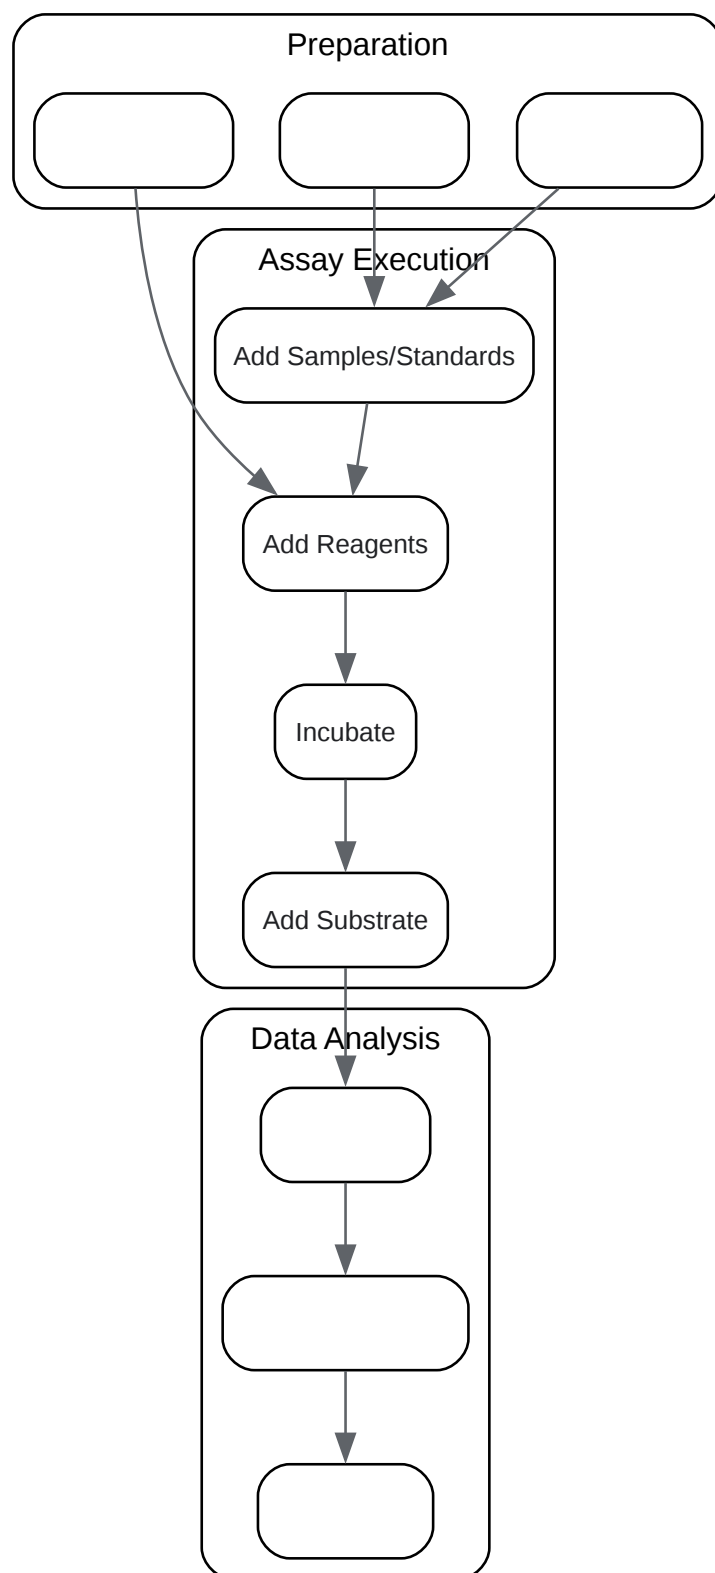 Preparation
Assay Execution
Add Samples/Standards
Add Reagents
Incubate
Add Substrate
Data Analysis